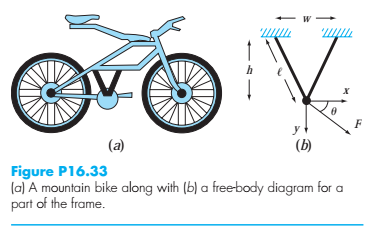 w
h
ℓ
x
θ
y
F
(a)
(b)
Figure P16.33
(a) A mountain bike along with (b) a free-body diagram for a
part of the frame.